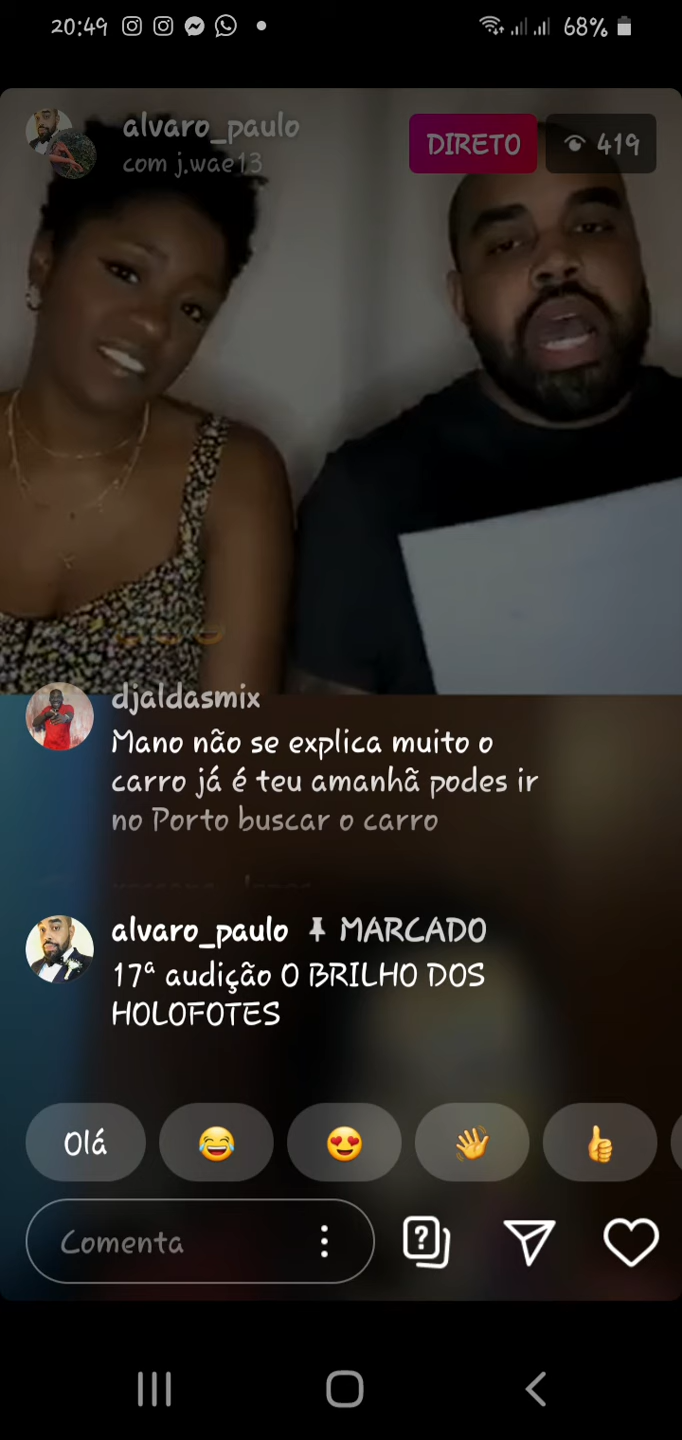 20:49
68%
alvaro_paulo
com j.wae13
DIRETO
419
djaldasmix
Mano não se explica muito o
carro já é teu amanhã podes ir
no Porto buscar o carro
alvaro_paulo MARCADO
17ª audição O BRILHO DOS
HOLOFOTES
Olá
Comenta